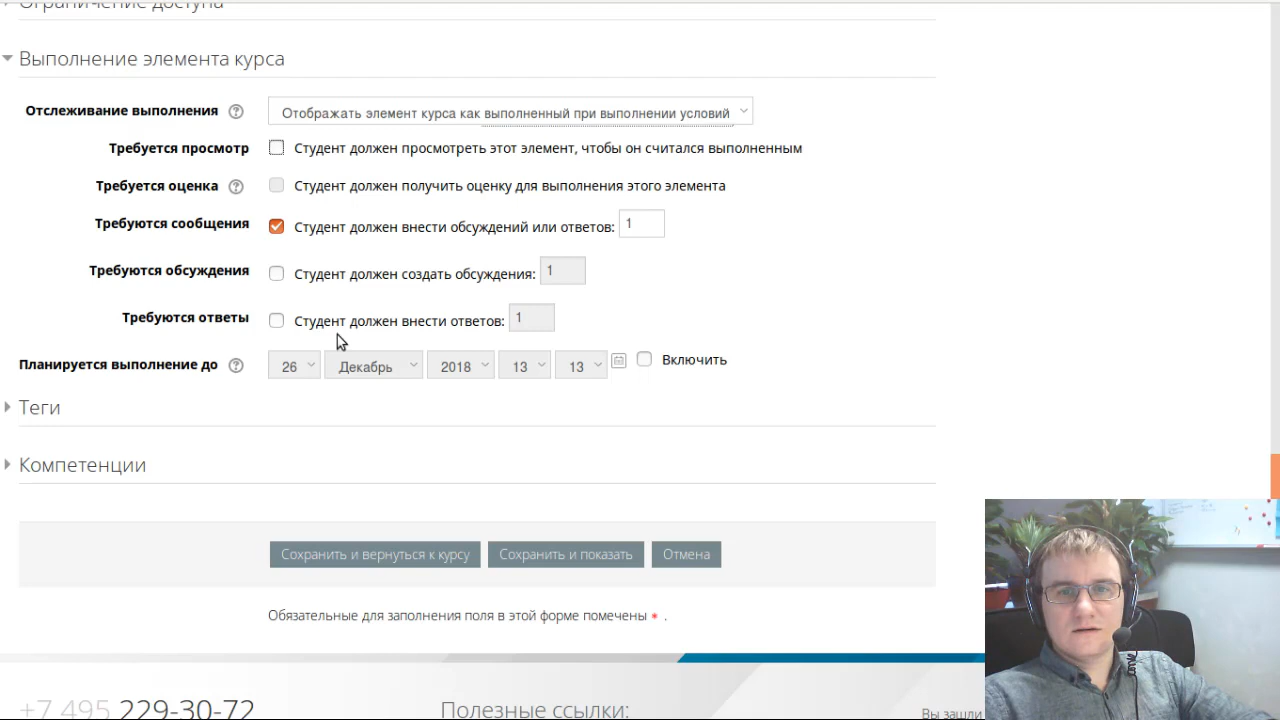 Ограничение доступа
Выполнение элемента курса
Отслеживание выполнения ? Отображать элемент курса как выполненный при выполнении условий
Требуется просмотр Студент должен просмотреть этот элемент, чтобы он считался выполненным
Требуется оценка ? Студент должен получить оценку для выполнения этого элемента
Требуются сообщения Студент должен внести обсуждений или ответов: 1
Требуются обсуждения Студент должен создать обсуждения: 1
Требуются ответы Студент должен внести ответов: 1
Планируется выполнение до ? 26 Декабрь 2018 13 13 Включить
Теги
Компетенции
Сохранить и вернуться к курсу Сохранить и показать Отмена
Обязательные для заполнения поля в этой форме помечены * .
+7 495 229-30-72 Полезные ссылки: Вы зашли